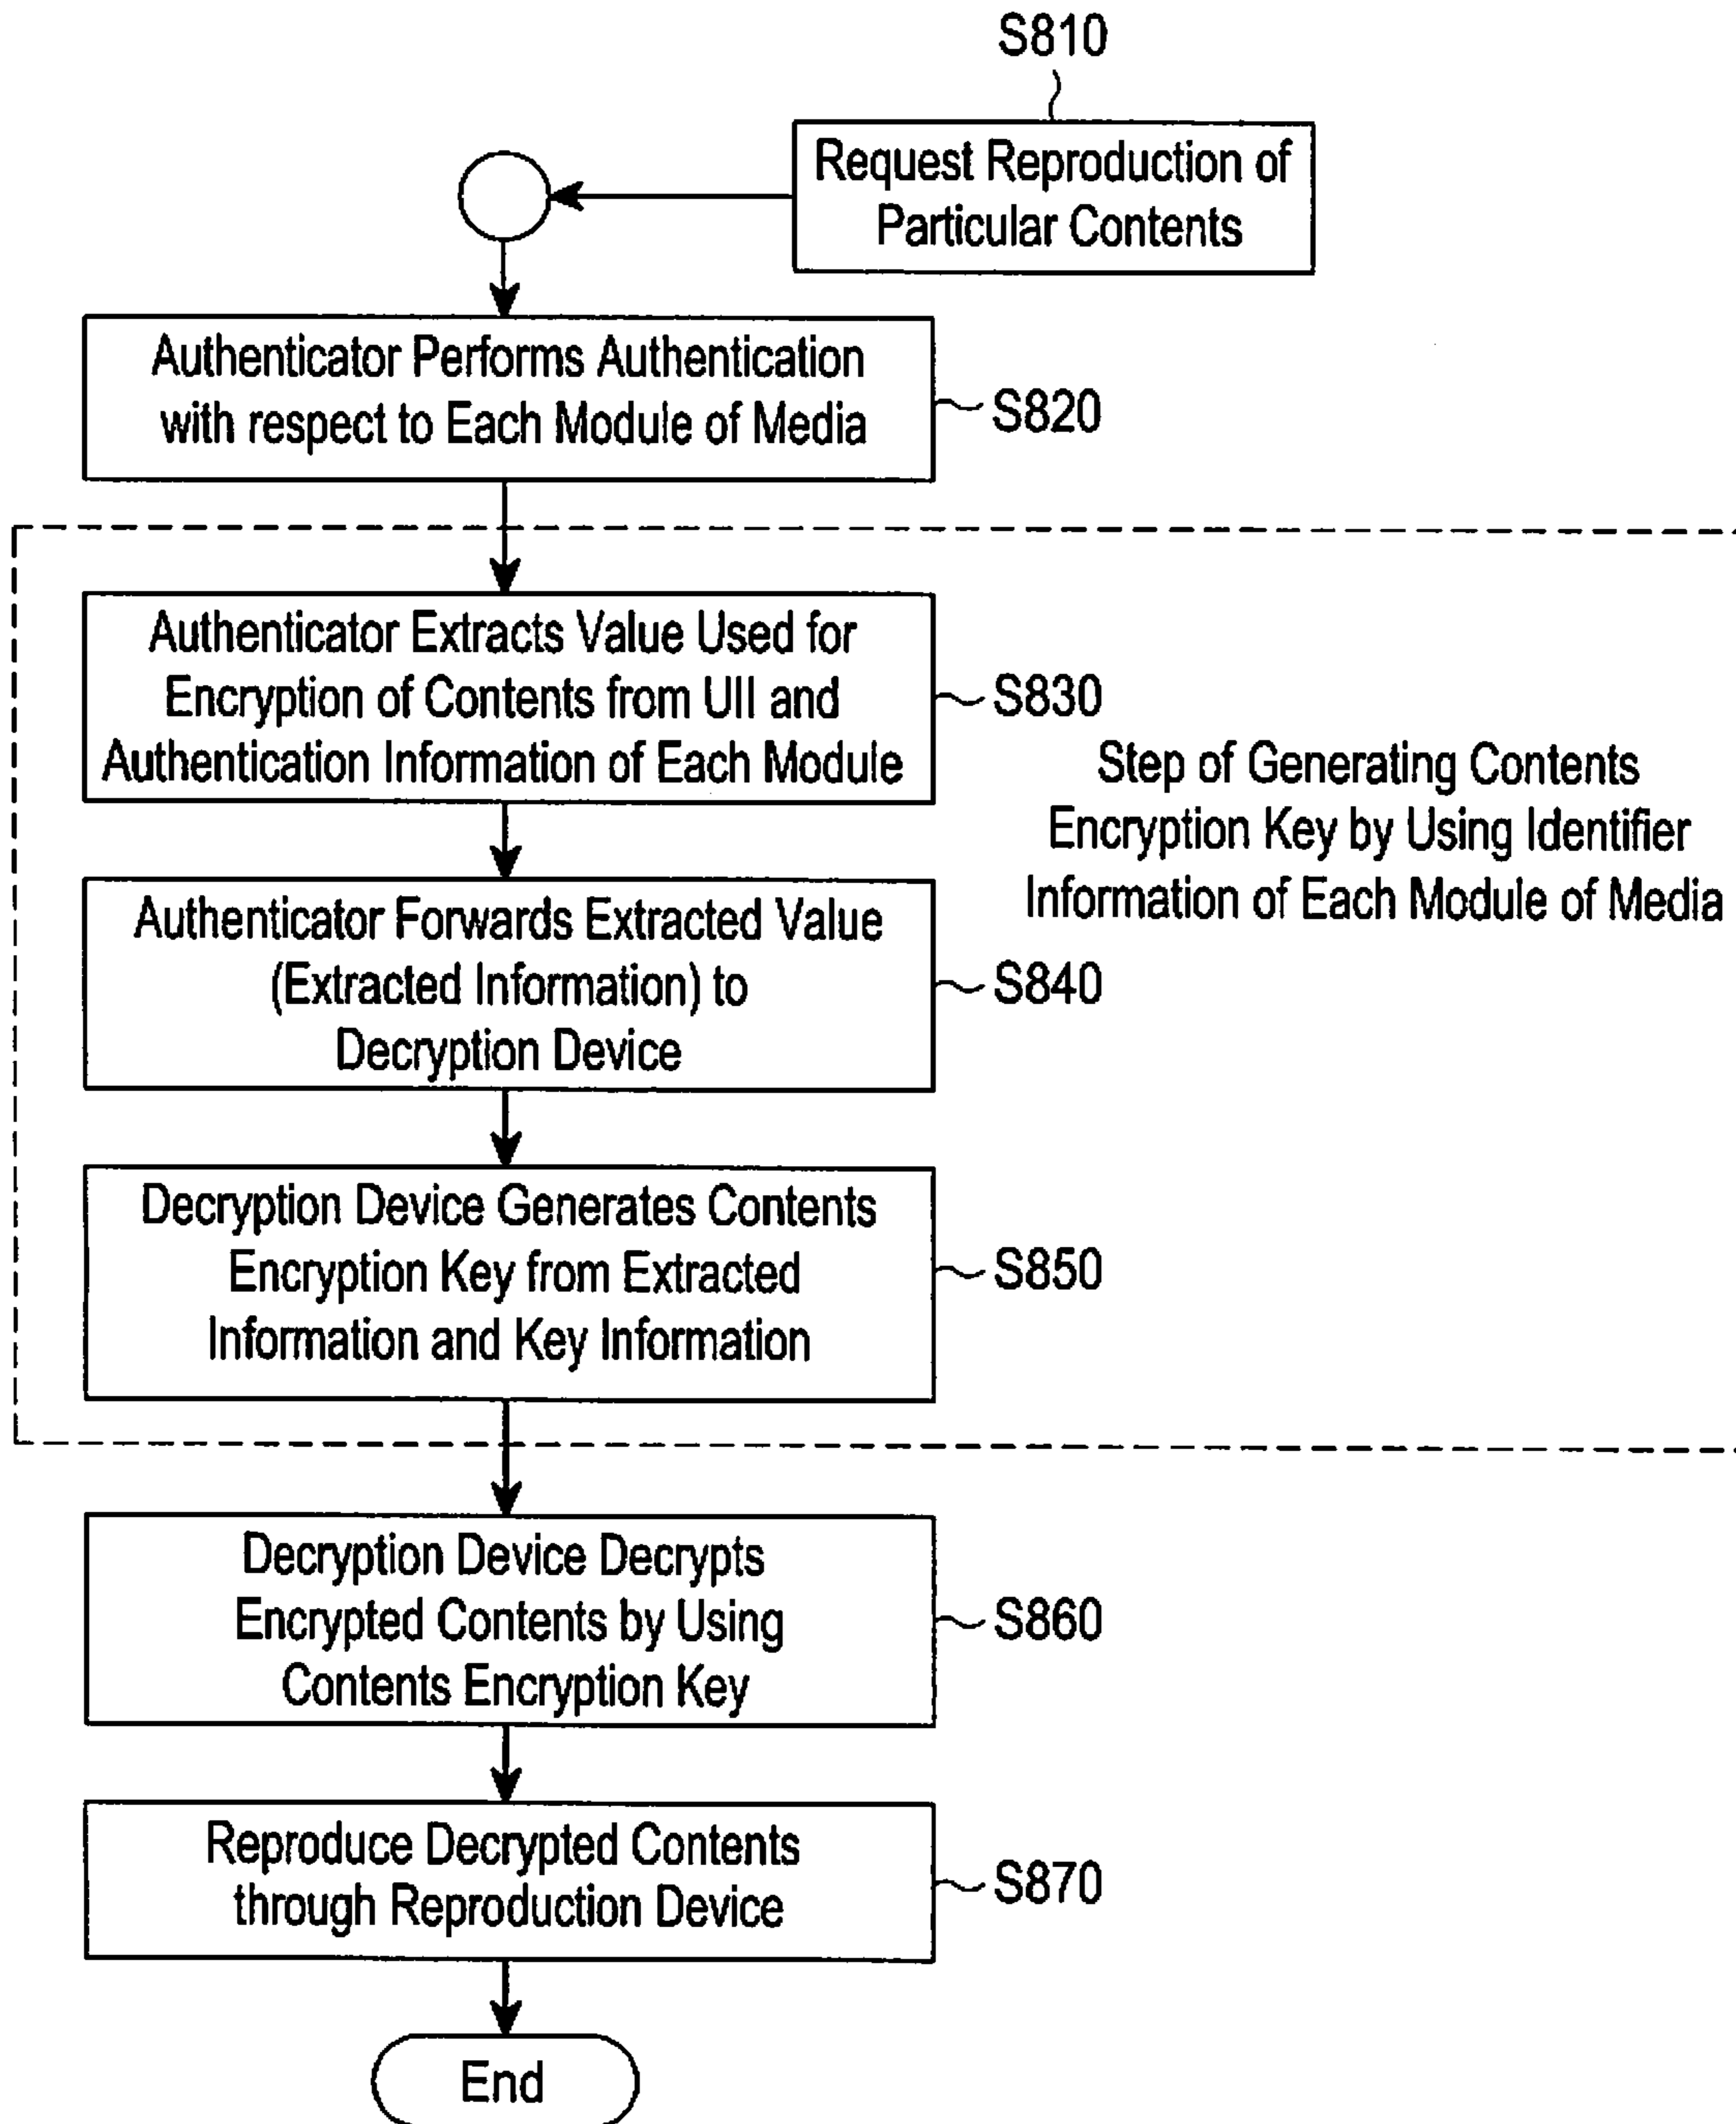 S810
Request Reproduction of
Particular Contents
Authenticator Performs Authentication
with respect to Each Module of Media
S820
Authenticator Extracts Value Used for
Encryption of Contents from UII and
Authentication Information of Each Module
S830
Step of Generating Contents
Encryption Key by Using Identifier
Information of Each Module of Media
Authenticator Forwards Extracted Value
(Extracted Information) to
Decryption Device
S840
Decryption Device Generates Contents
Encryption Key from Extracted
Information and Key Information
S850
Decryption Device Decrypts
Encrypted Contents by Using
Contents Encryption Key
S860
Reproduce Decrypted Contents
through Reproduction Device
S870
End